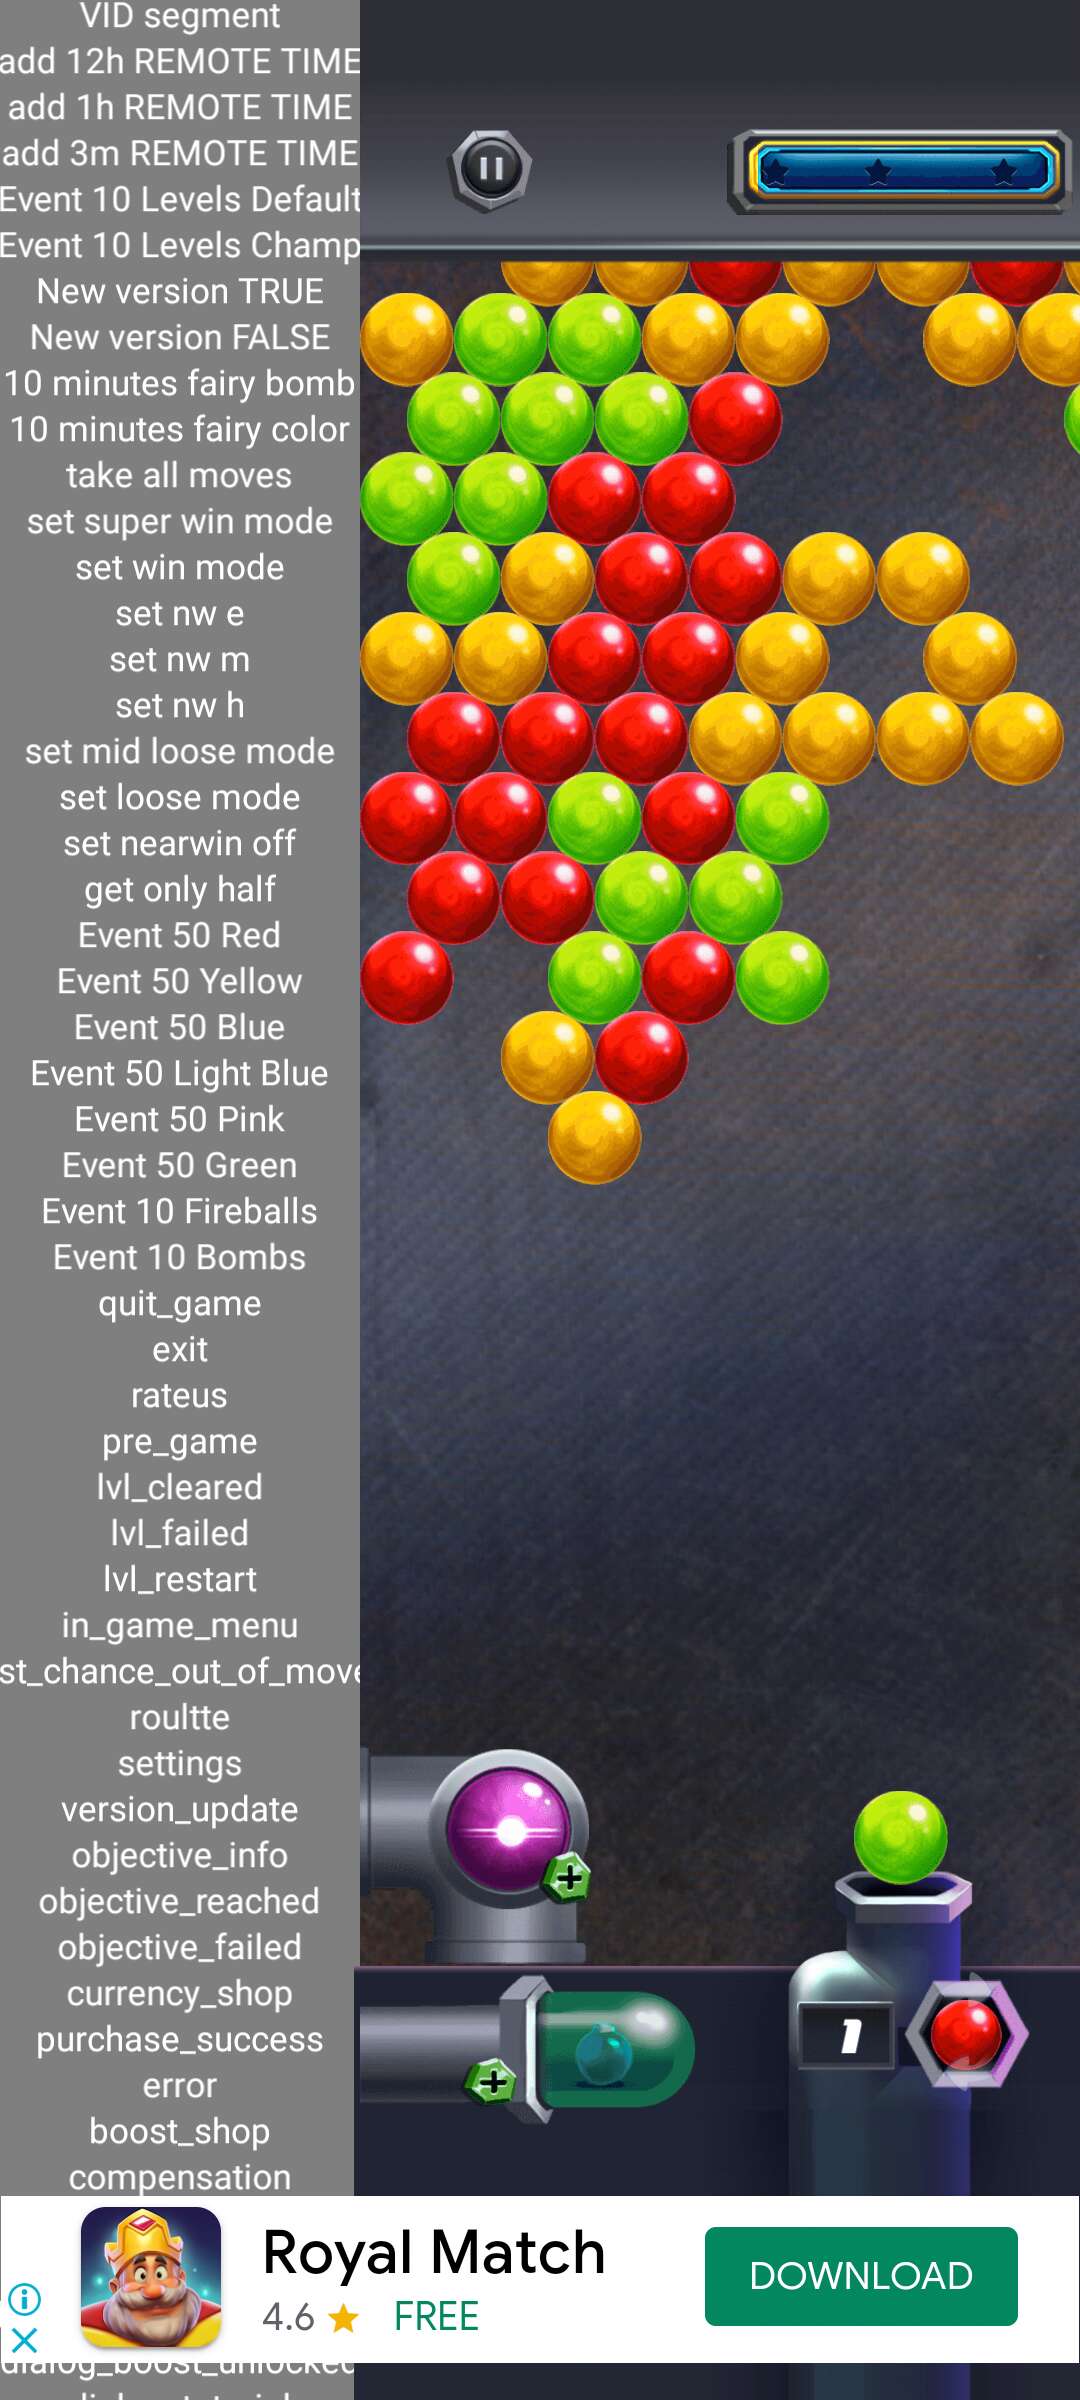 VID segment
add 12h REMOTE TIME
add 1h REMOTE TIME
add 3m REMOTE TIME
Event 10 Levels Default
Event 10 Levels Champ
New version TRUE
New version FALSE
10 minutes fairy bomb
10 minutes fairy color
take all moves
set super win mode
set win mode
set nw e
set nw m
set nw h
set mid loose mode
set loose mode
set nearwin off
get only half
Event 50 Red
Event 50 Yellow
Event 50 Blue
Event 50 Light Blue
Event 50 Pink
Event 50 Green
Event 10 Fireballs
Event 10 Bombs
quit_game
exit
rateus
pre_game
lvl_cleared
lvl_failed
lvl_restart
in_game_menu
st_chance_out_of_move
roultte
settings
version_update
objective_info
objective_reached
objective_failed
currency_shop
purchase_success
error
boost_shop
compensation
1
Royal Match
4.6 ★ FREE
DOWNLOAD
dialog_boost_unlocked